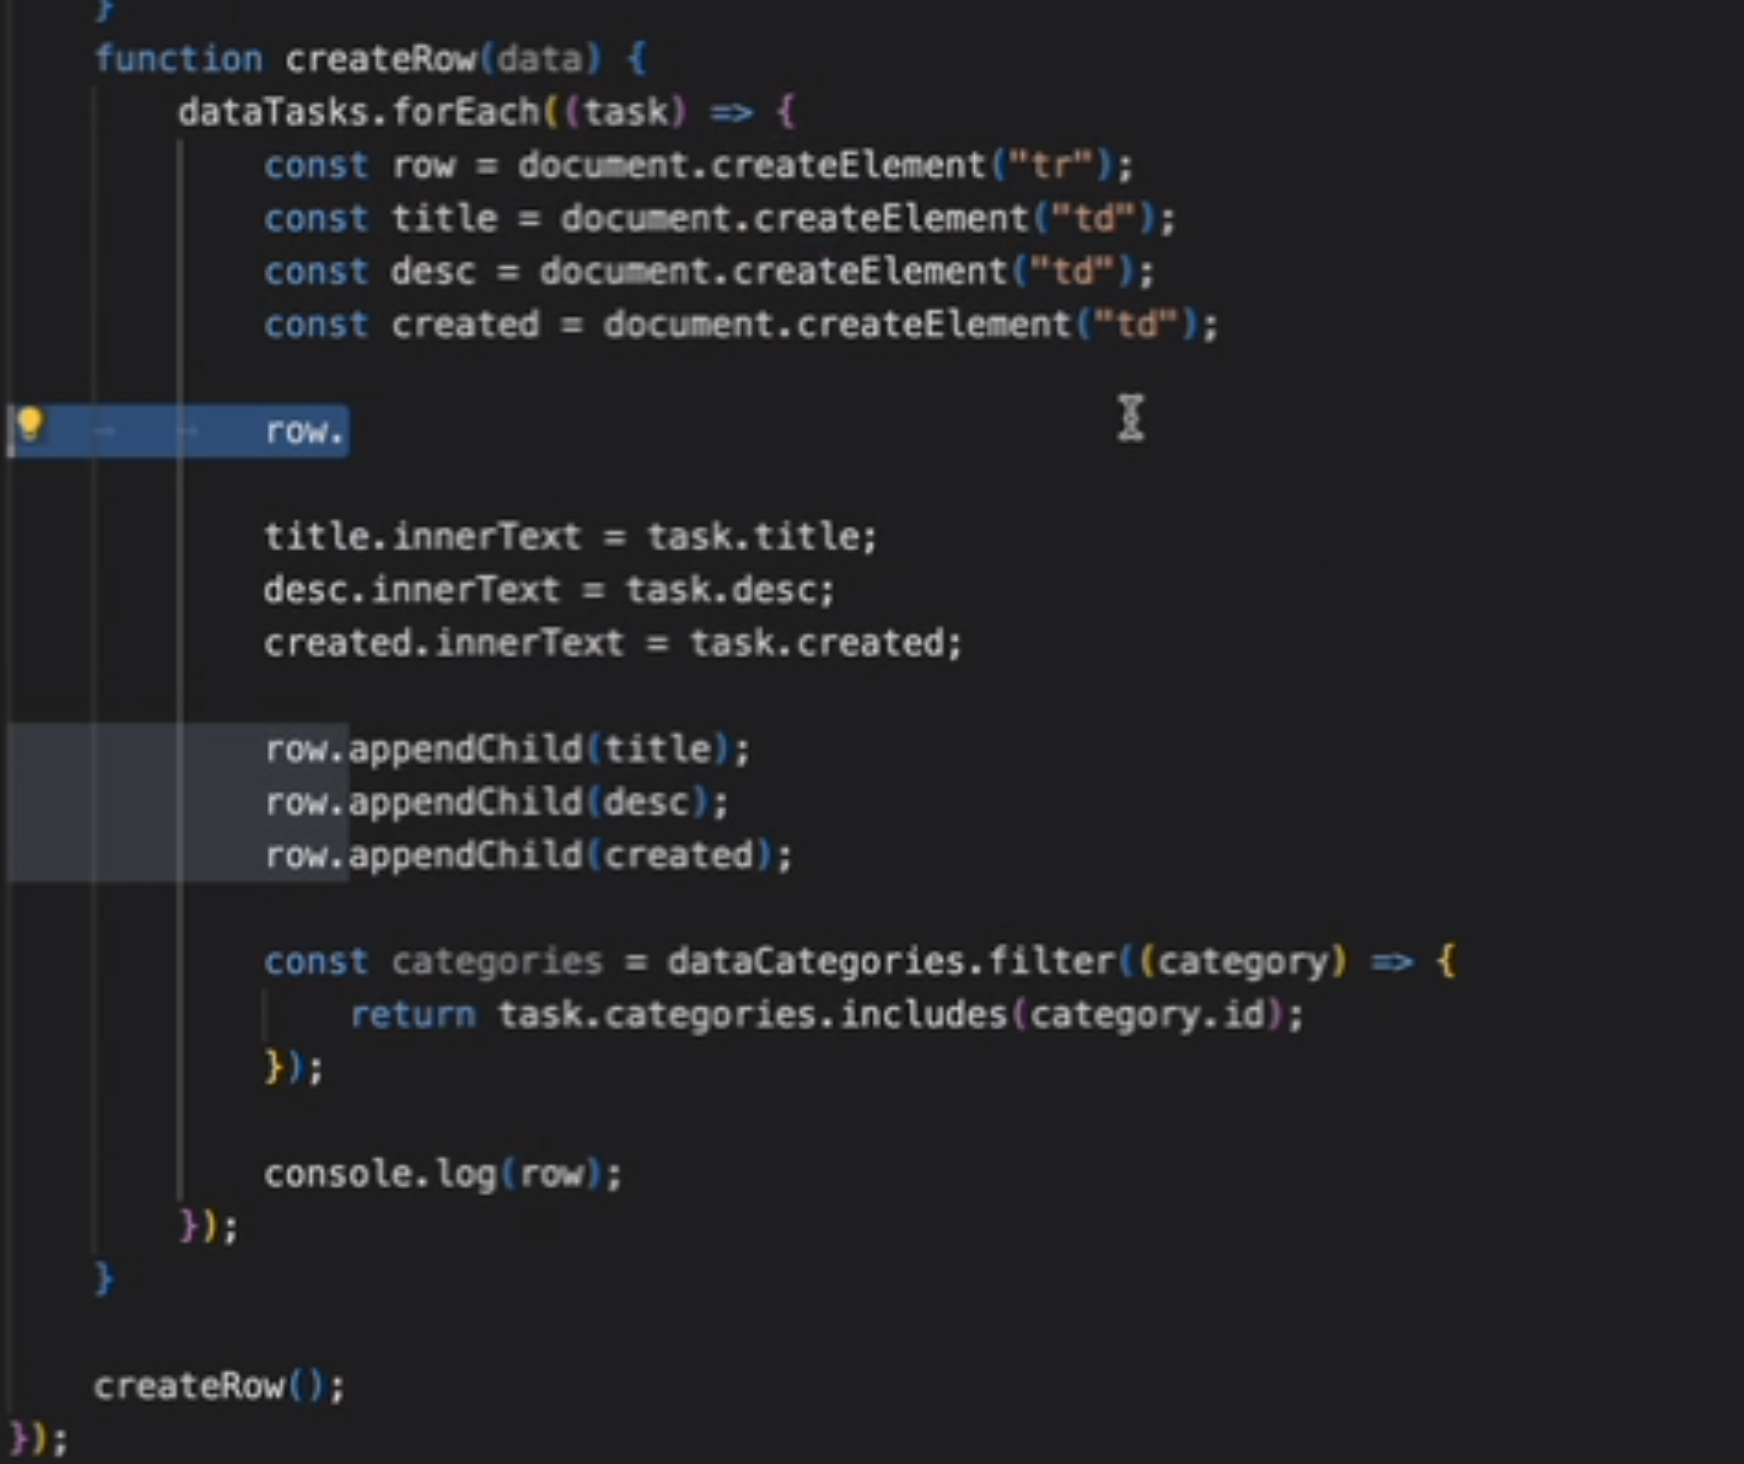 }
function createRow(data) {
dataTasks.forEach((task) => {
const row = document.createElement("tr");
const title = document.createElement("td");
const desc = document.createElement("td");
const created = document.createElement("td");
row.
title.innerText = task.title;
desc.innerText = task.desc;
created.innerText = task.created;
row.appendChild(title);
row.appendChild(desc);
row.appendChild(created);
const categories = dataCategories.filter((category) => {
return task.categories.includes(category.id);
});
console.log(row);
});
}
createRow();
});